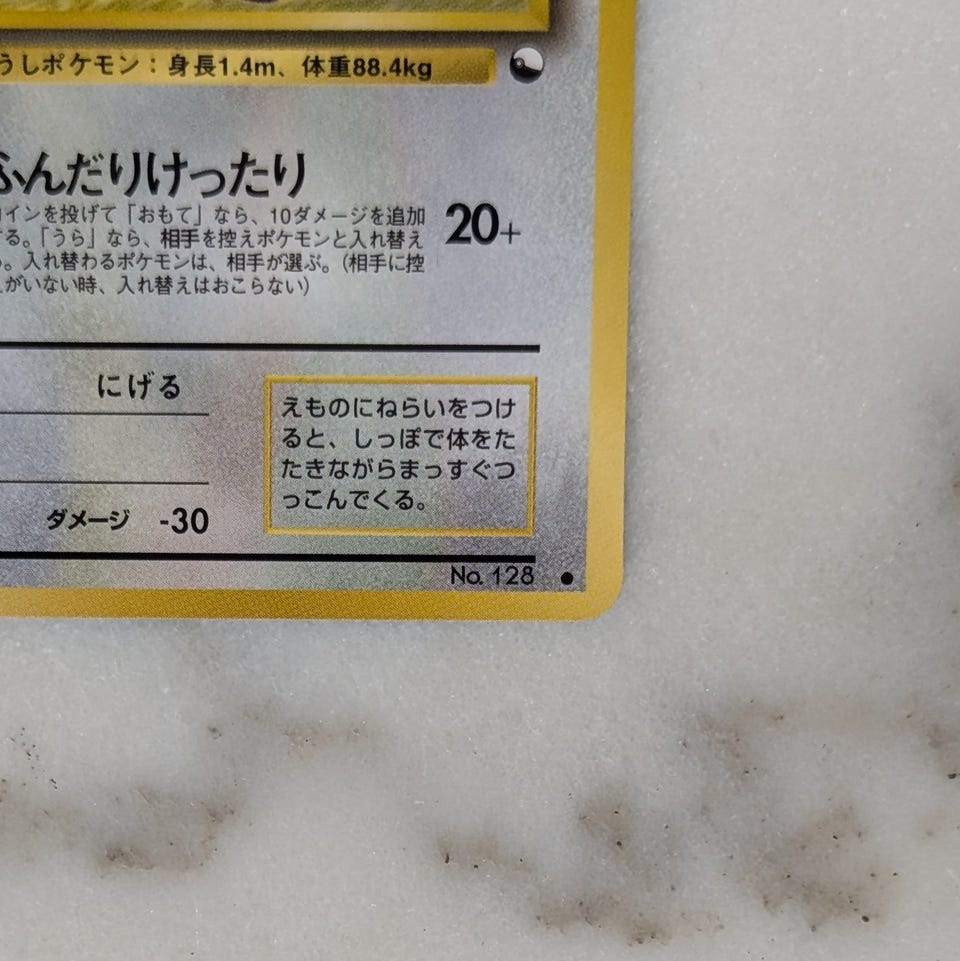 うしポケモン：身長1.4m、体重88.4kg
ふんだりけったり
インを投げて「おもて」なら、10ダメージを追加
する。「うら」なら、相手を控えポケモンと入れ替え
。入れ替わるポケモンは、相手が選ぶ。（相手に控
がいない時、入れ替えはおこらない）
20+
にげる
ダメージ -30
えものにねらいをつけ
ると、しっぽで体をた
たきながらまっすぐつ
っこんでくる。
No. 128 ●